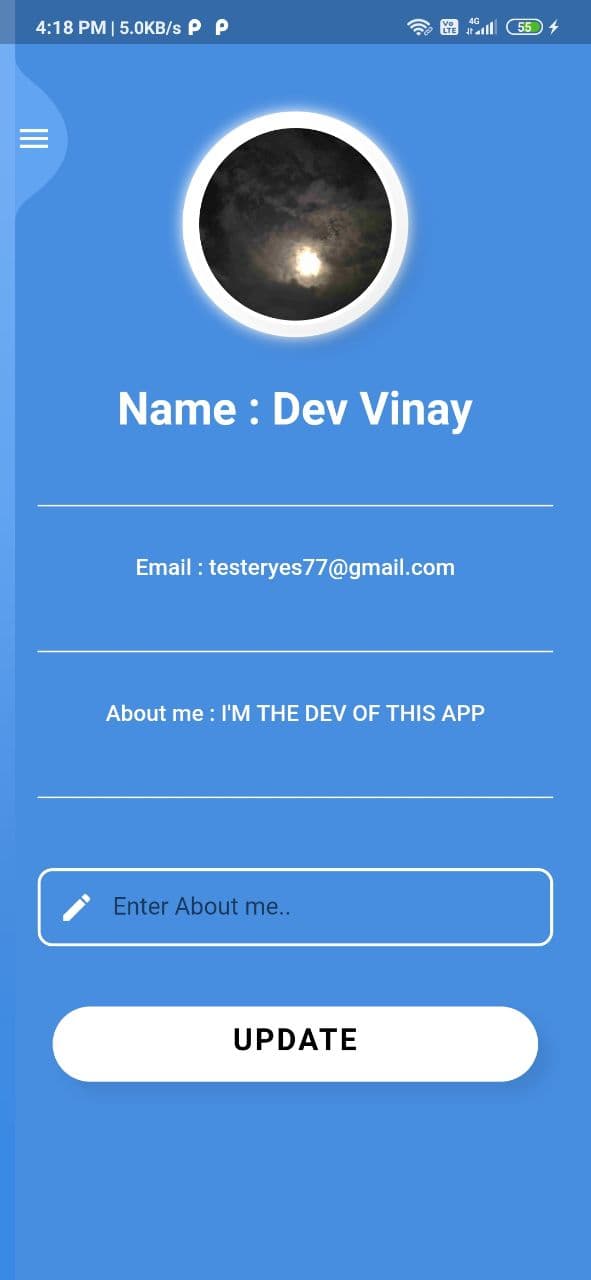 4:18 PM | 5.0KB/s P P Vo LTE 4G 55
Name : Dev Vinay
Email : testeryes77@gmail.com
About me : I'M THE DEV OF THIS APP
Enter About me..
UPDATE